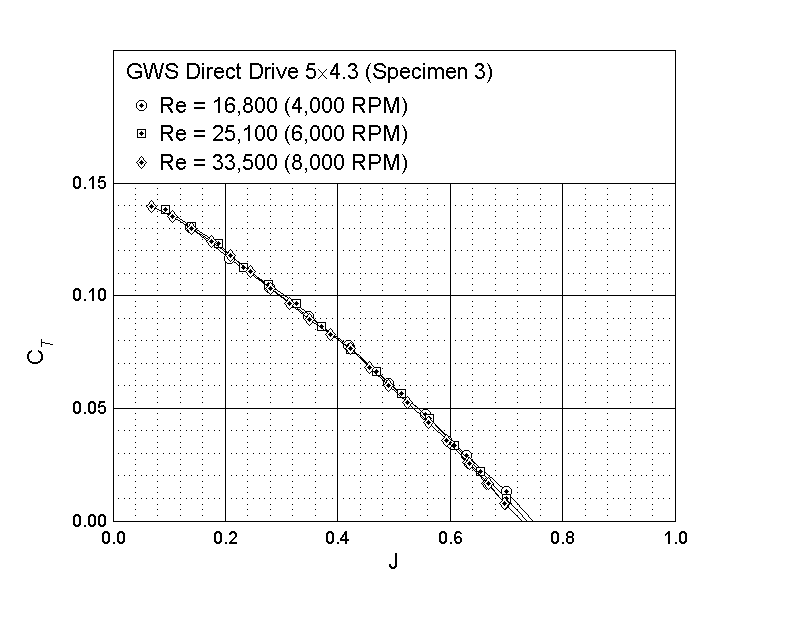 GWS Direct Drive 5×4.3 (Specimen 3)
Re = 16,800 (4,000 RPM)
Re = 25,100 (6,000 RPM)
Re = 33,500 (8,000 RPM)
0.15
0.10
C_T
0.05
0.00
0.0 0.2 0.4 0.6 0.8 1.0
J